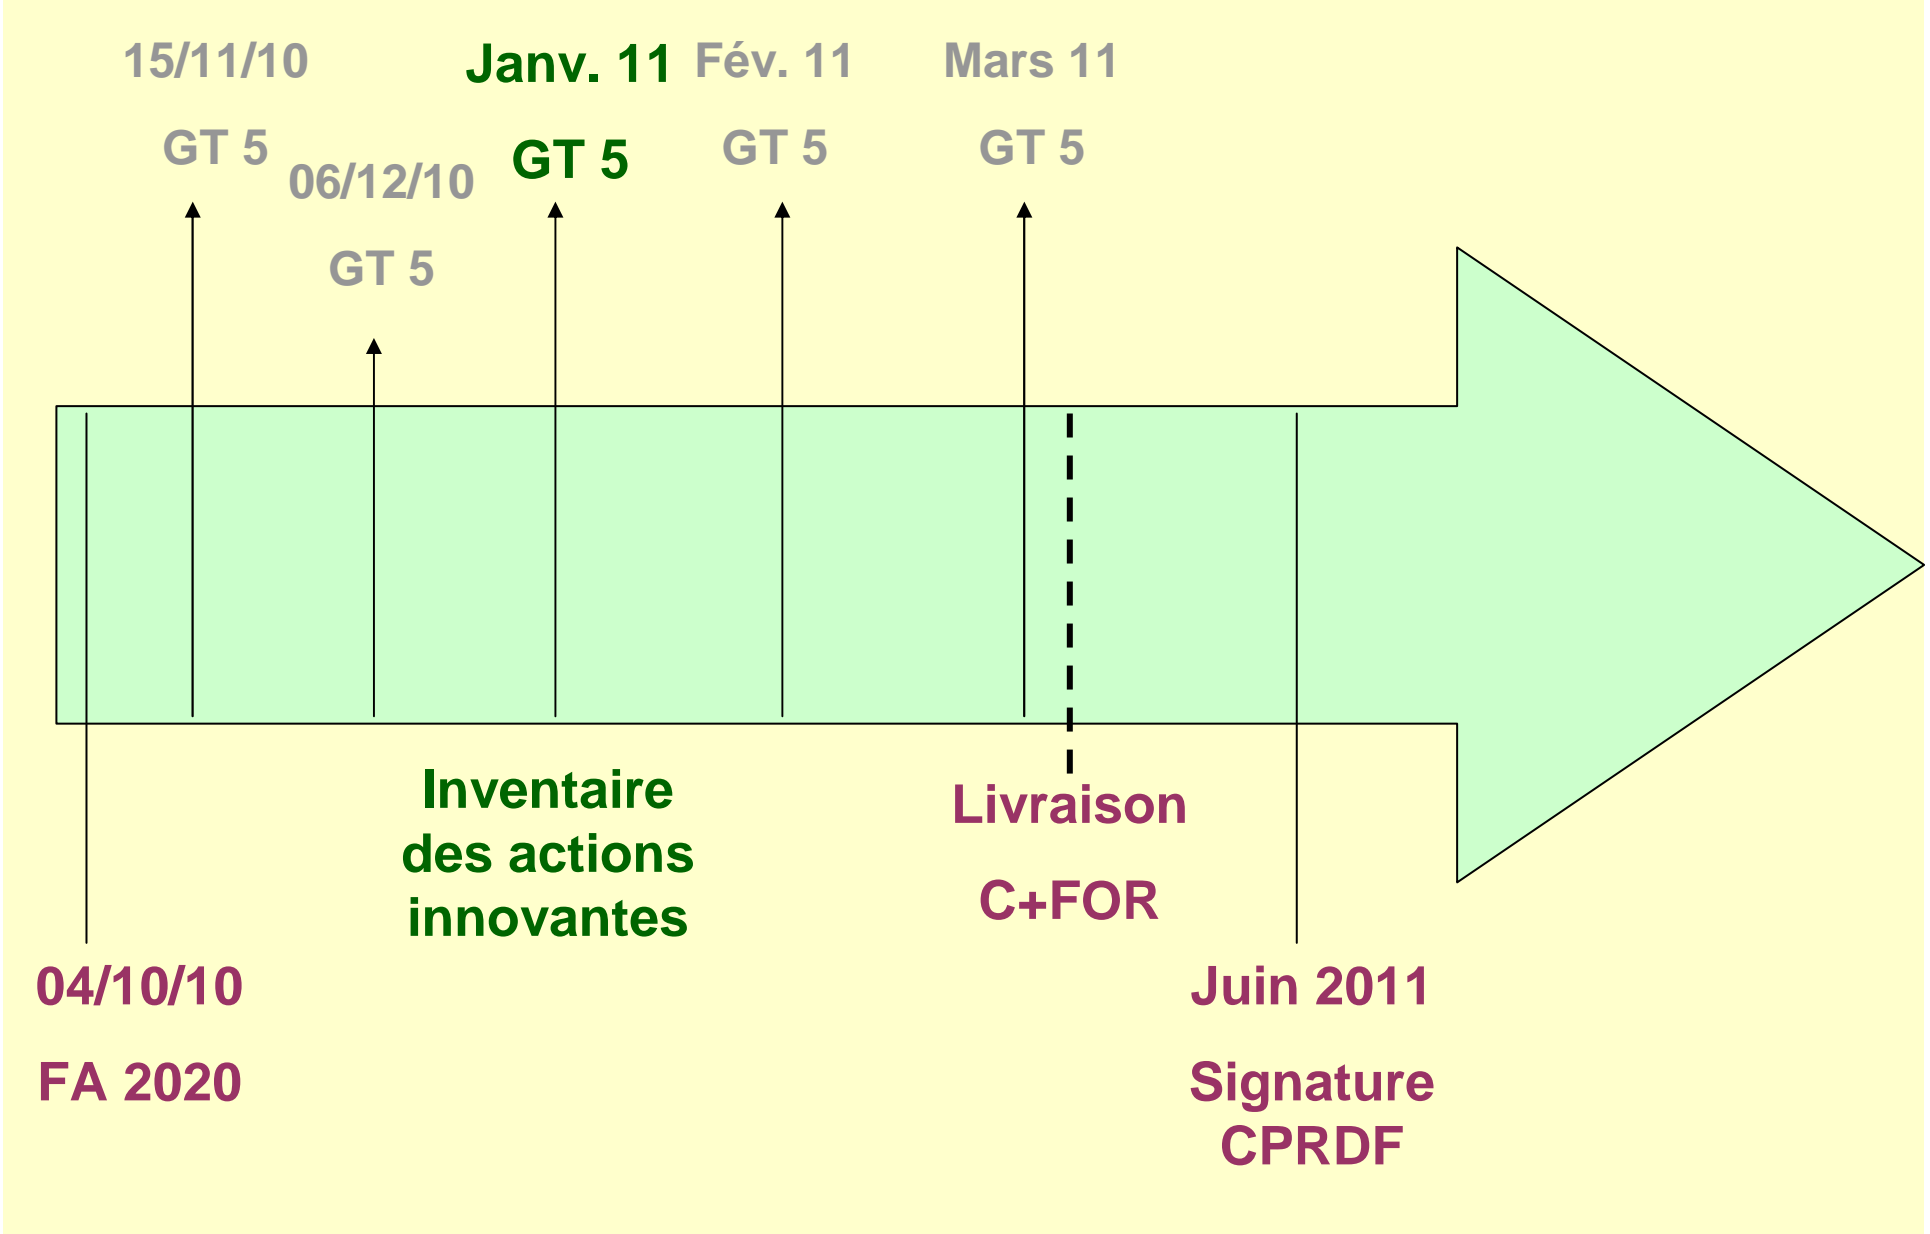 15/11/10
GT 5
06/12/10
GT 5
Janv. 11
GT 5
Fév. 11
GT 5
Mars 11
GT 5
Inventaire
des actions
innovantes
Livraison
C+FOR
04/10/10
FA 2020
Juin 2011
Signature
CPRDF